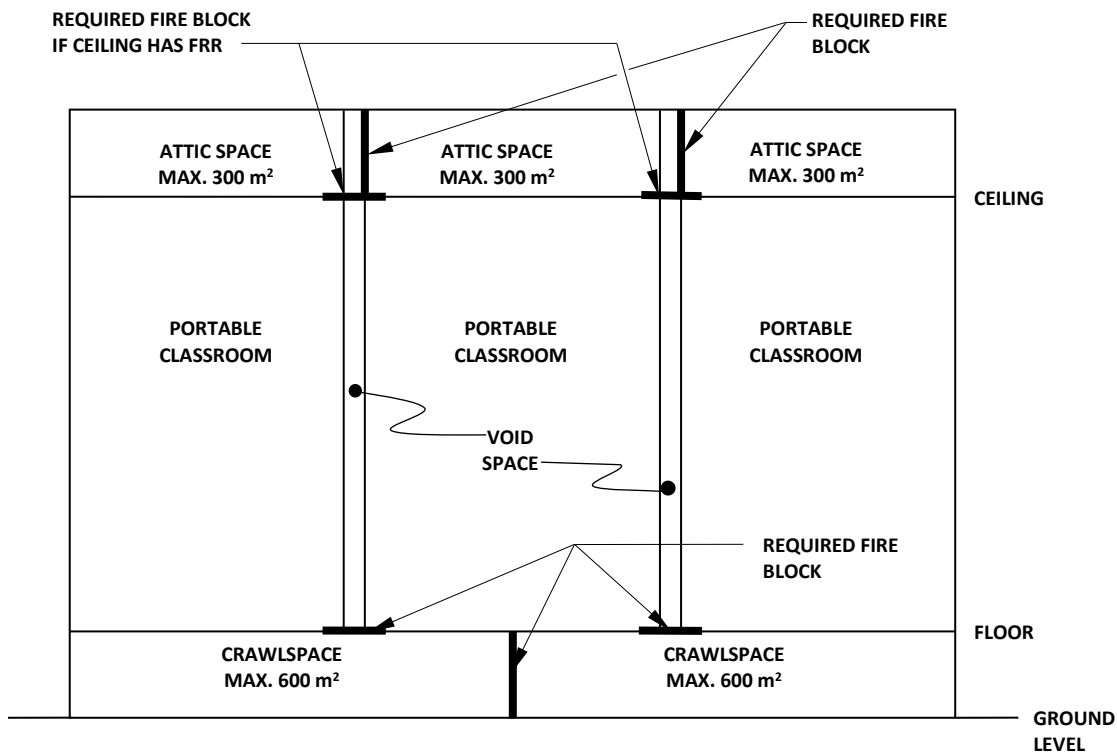 REQUIRED FIRE BLOCK
IF CEILING HAS FRR
REQUIRED FIRE
BLOCK
ATTIC SPACE
MAX. 300 m²
ATTIC SPACE
MAX. 300 m²
ATTIC SPACE
MAX. 300 m²
CEILING
PORTABLE
CLASSROOM
PORTABLE
CLASSROOM
PORTABLE
CLASSROOM
VOID
SPACE
REQUIRED FIRE
BLOCK
FLOOR
CRAWLSPACE
MAX. 600 m²
CRAWLSPACE
MAX. 600 m²
GROUND
LEVEL